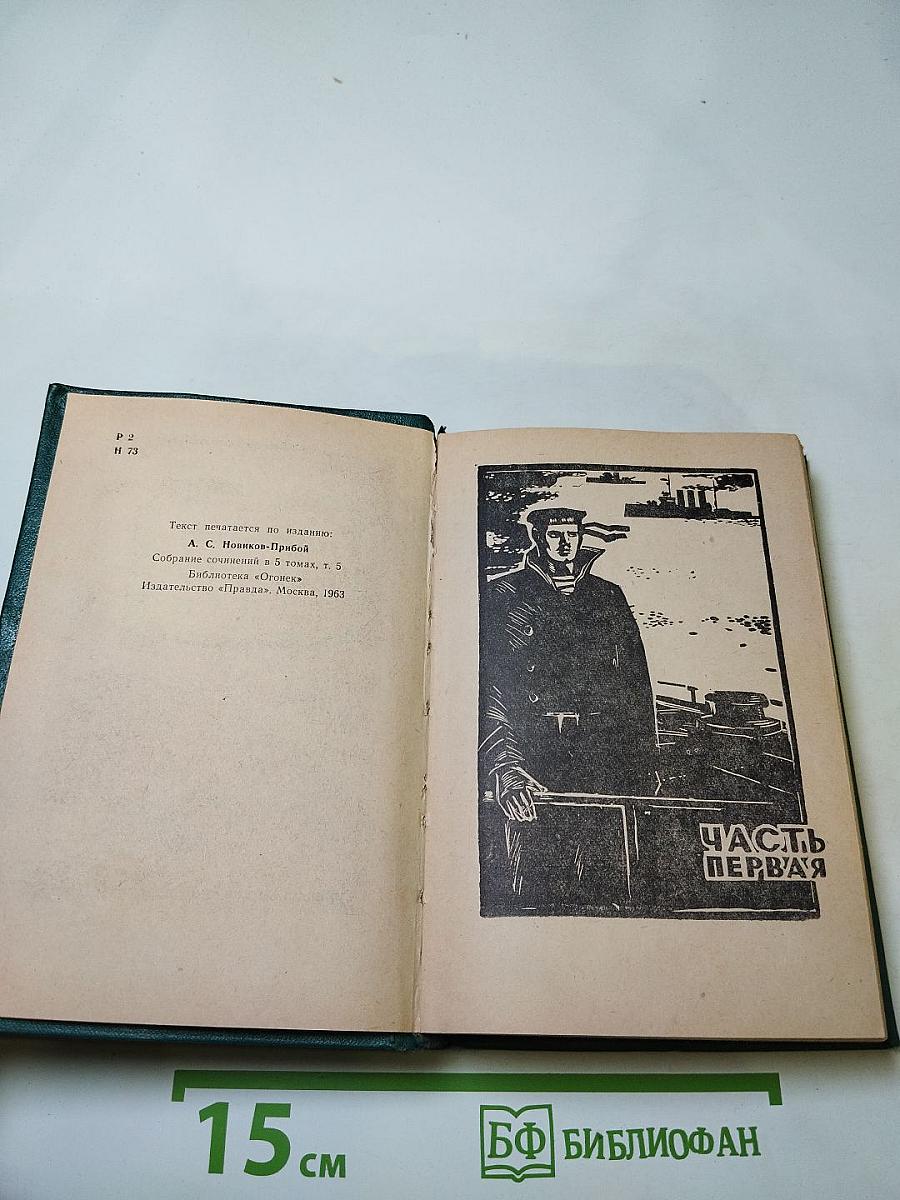 Р 2
Н 73
Текст печатается по изданию:
А. С. Новиков-Прибой
Собрание сочинений в 5 томах, т. 5
Библиотека «Огонек»
Издательство «Правда». Москва, 1963
ЧАСТЬ
ПЕРВАЯ
15 см
БФ БИБЛИОФАН